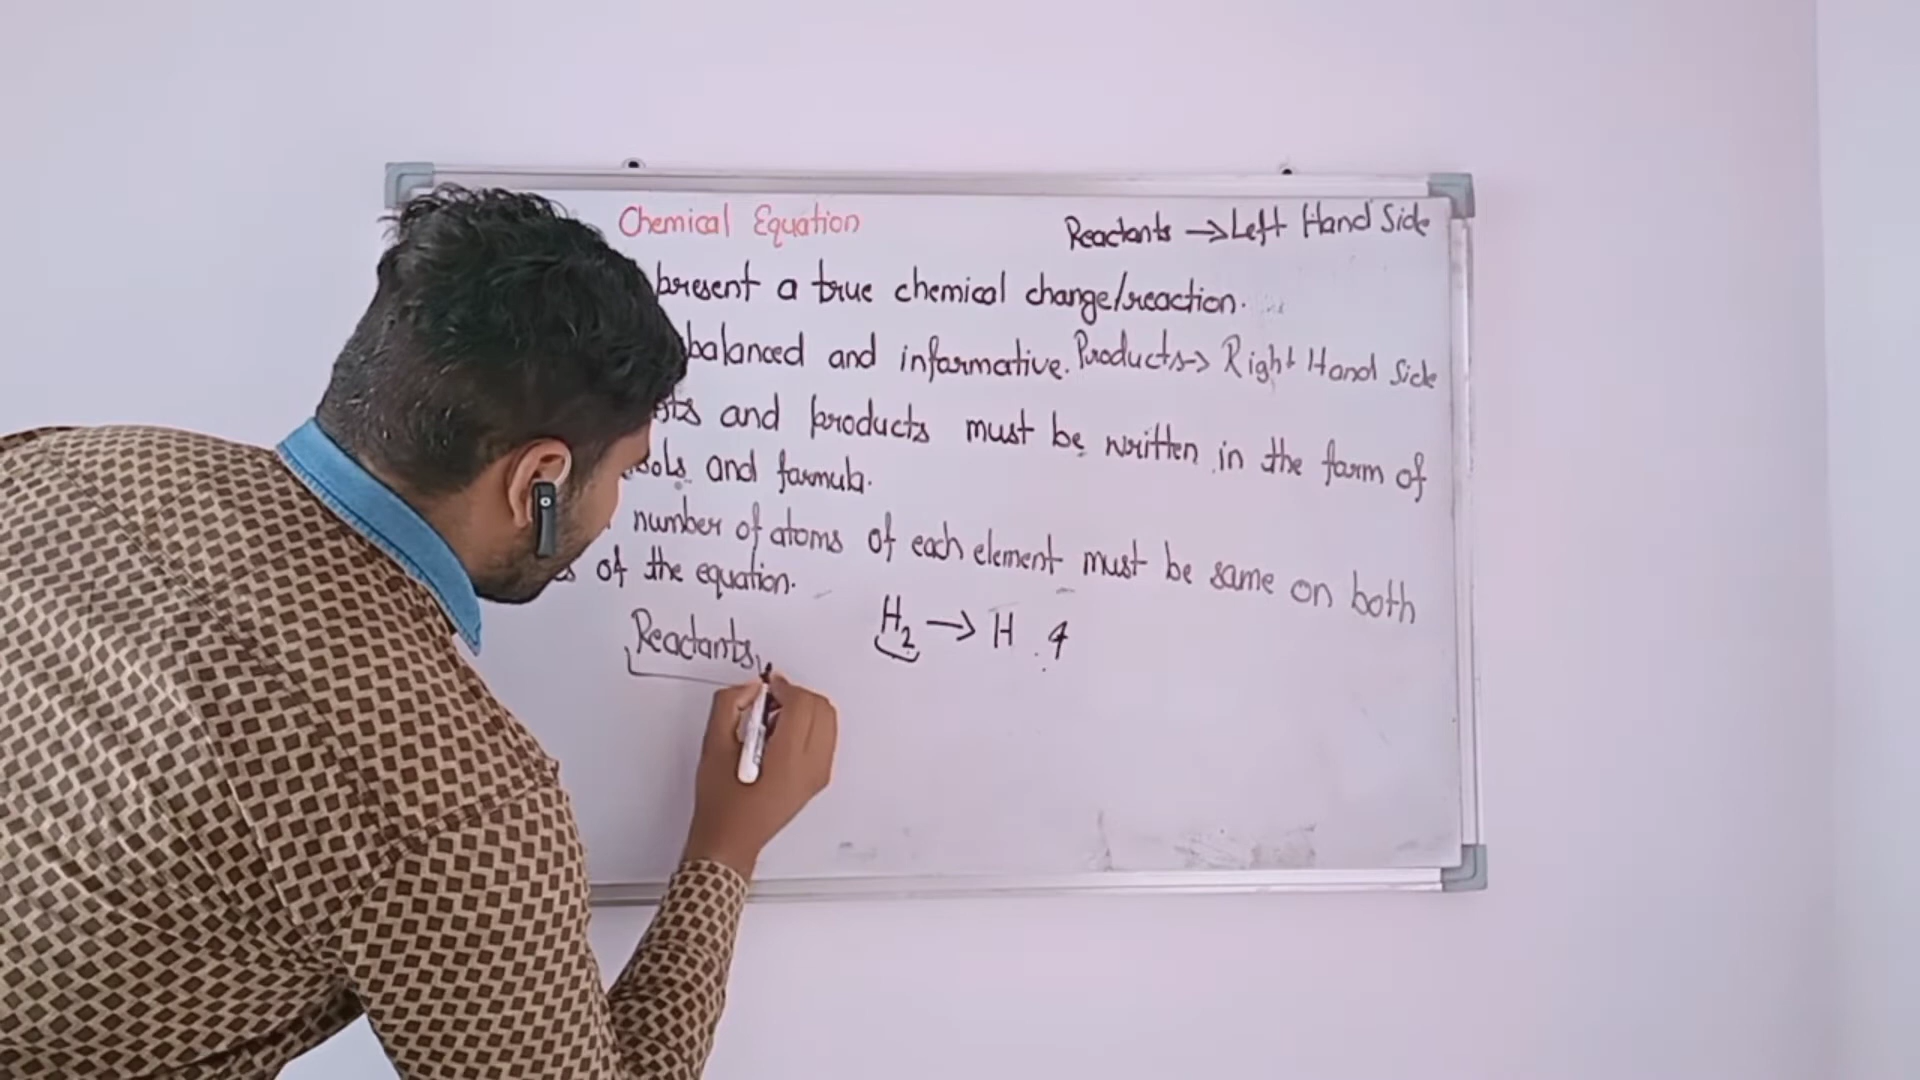 Chemical Equation
Reactants → Left Hand Side
present a true chemical change/reaction.
balanced and informative. Products → Right Hand Side
and products must be written in the form of
and formula.
number of atoms of each element must be same on both
of the equation.
Reactants
H2 → H 4